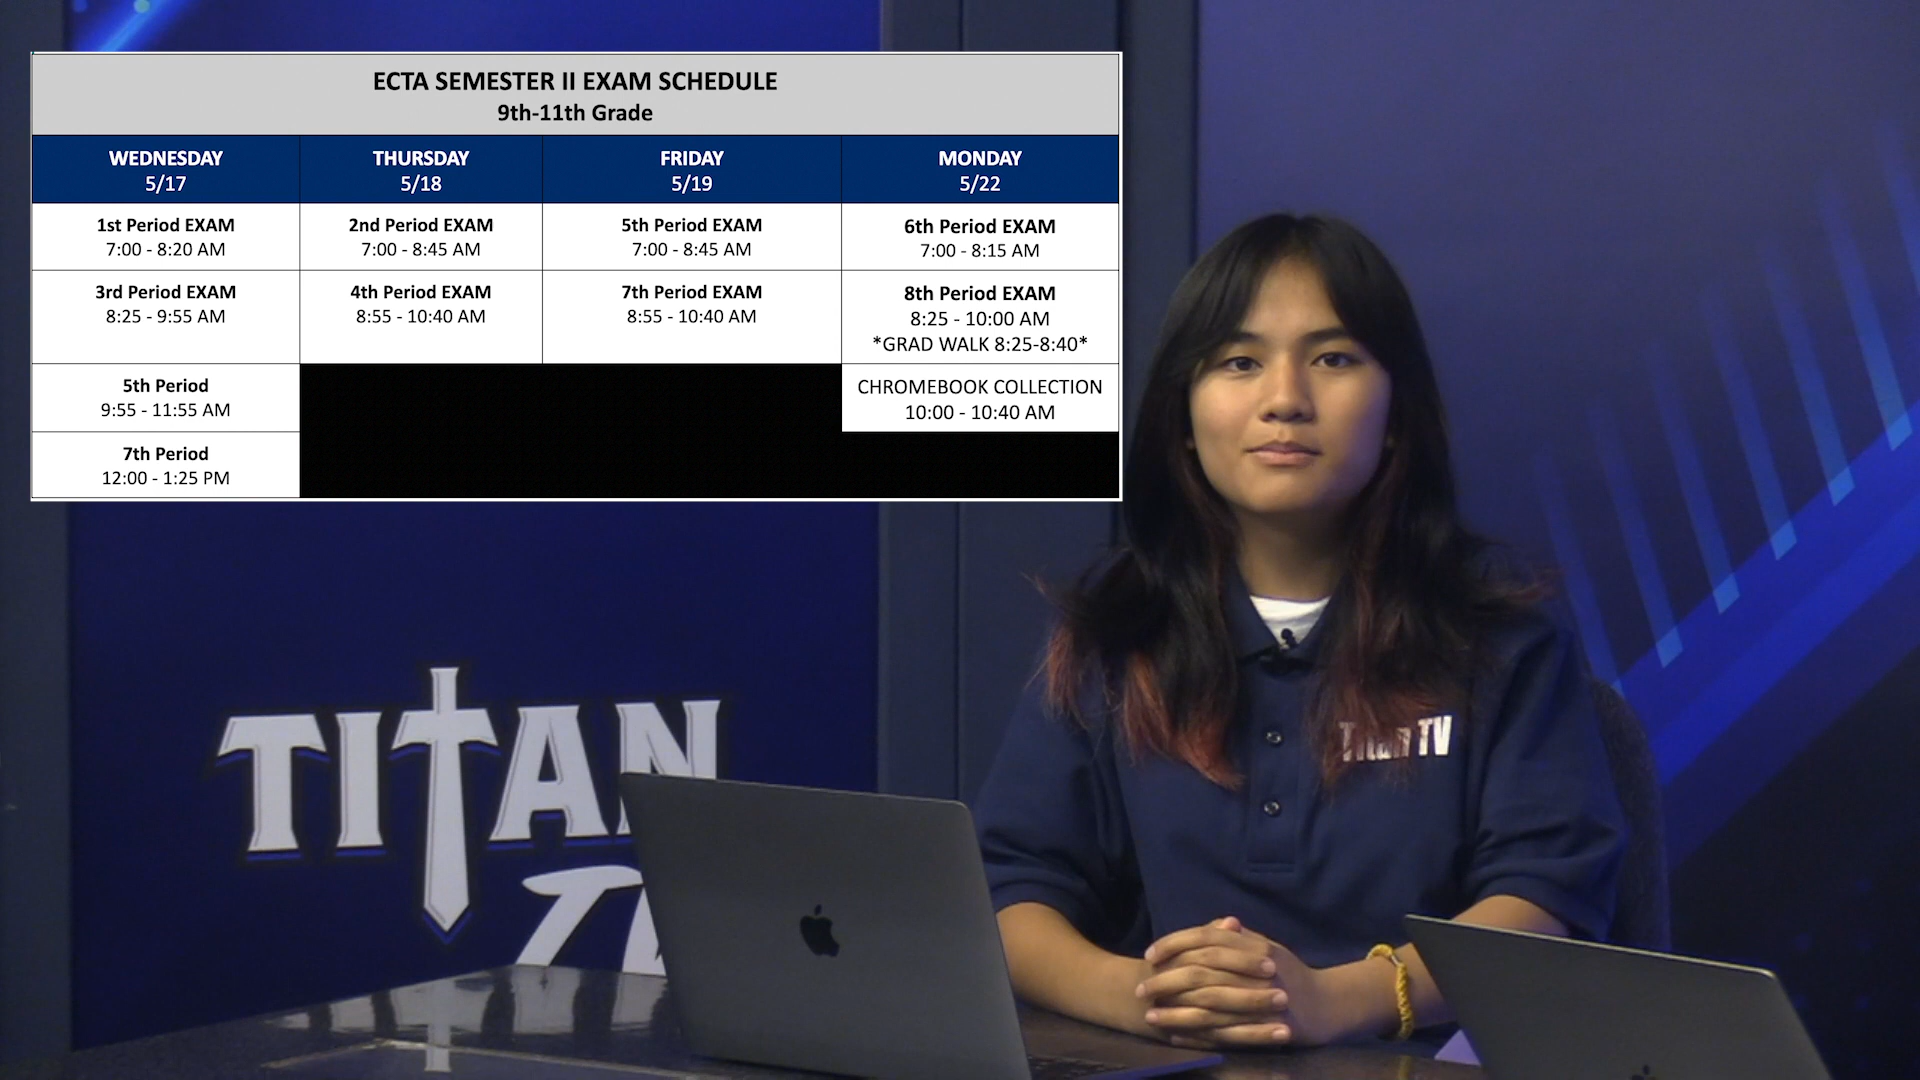 ECTA SEMESTER II EXAM SCHEDULE
9th-11th Grade
WEDNESDAY
5/17
THURSDAY
5/18
FRIDAY
5/19
MONDAY
5/22
1st Period EXAM
7:00 - 8:20 AM
2nd Period EXAM
7:00 - 8:45 AM
5th Period EXAM
7:00 - 8:45 AM
6th Period EXAM
7:00 - 8:15 AM
3rd Period EXAM
8:25 - 9:55 AM
4th Period EXAM
8:55 - 10:40 AM
7th Period EXAM
8:55 - 10:40 AM
8th Period EXAM
8:25 - 10:00 AM
*GRAD WALK 8:25-8:40*
5th Period
9:55 - 11:55 AM
CHROMEBOOK COLLECTION
10:00 - 10:40 AM
7th Period
12:00 - 1:25 PM
TITAN
TV
Titan TV